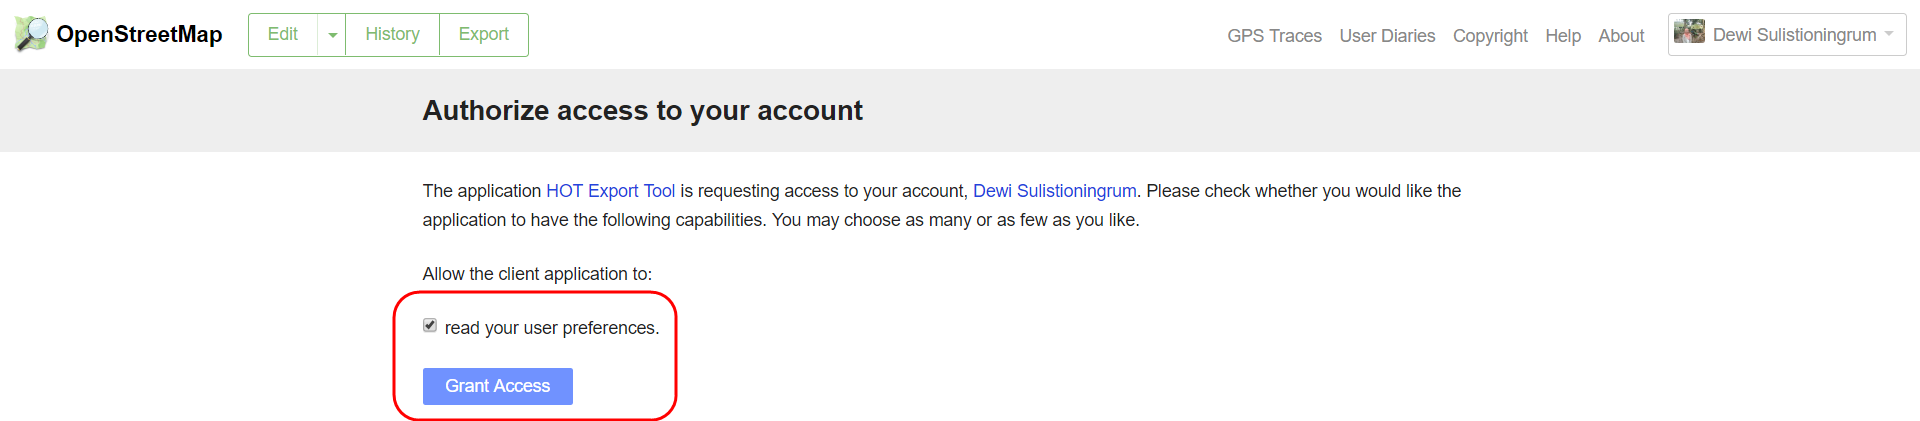 OpenStreetMap Edit History Export GPS Traces User Diaries Copyright Help About Dewi Sulistioningrum
Authorize access to your account
The application HOT Export Tool is requesting access to your account, Dewi Sulistioningrum. Please check whether you would like the
application to have the following capabilities. You may choose as many or as few as you like.
Allow the client application to:
read your user preferences.
Grant Access